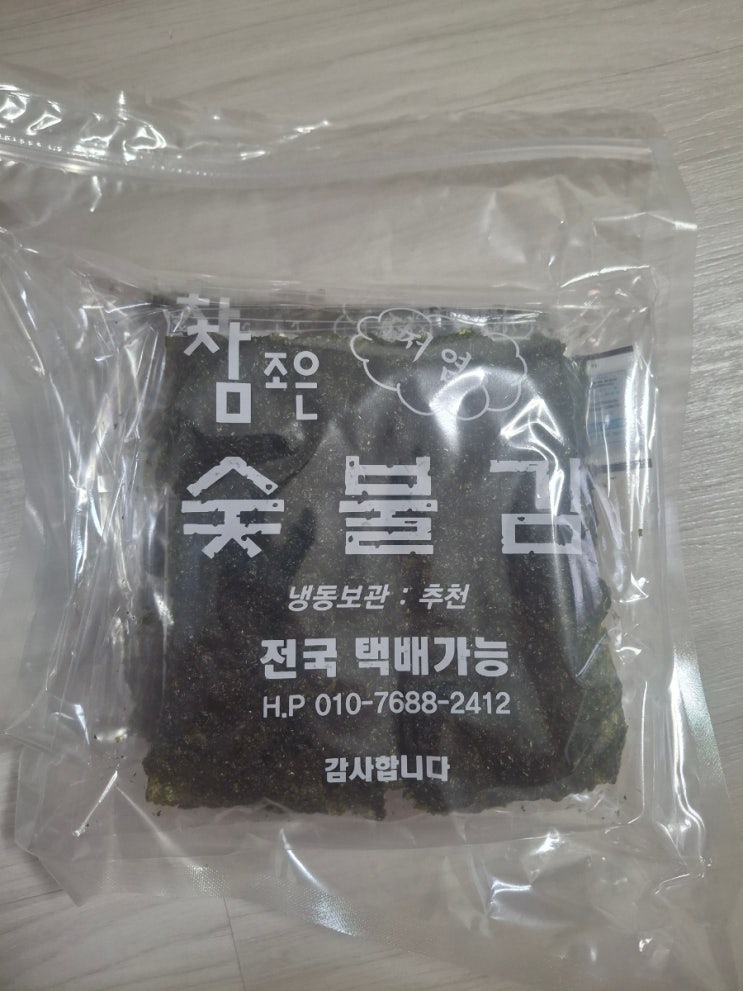 참 조은
숯불김
냉동보관 : 추천
전국 택배가능
H.P 010-7688-2412
감사합니다